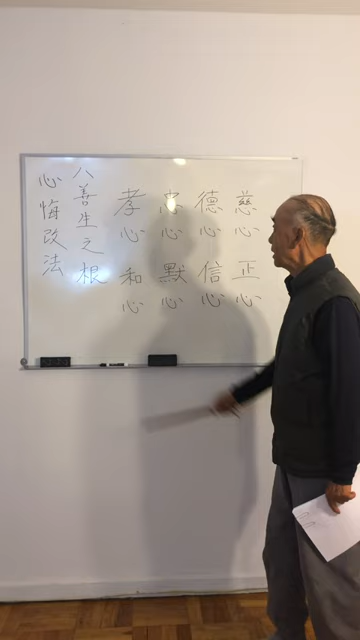 慈心 正心
德心 信心
忠心 默心
孝心 和心
八善生之根
心悔改法